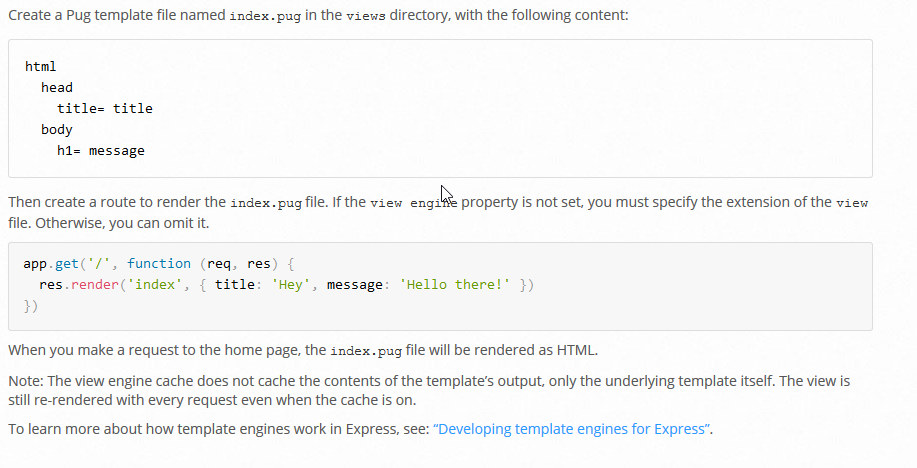 Create a Pug template file named index.pug in the views directory, with the following content:
html
  head
    title= title
  body
    h1= message
Then create a route to render the index.pug file. If the view engine property is not set, you must specify the extension of the view
file. Otherwise, you can omit it.
app.get('/', function (req, res) {
  res.render('index', { title: 'Hey', message: 'Hello there!' })
})
When you make a request to the home page, the index.pug file will be rendered as HTML.
Note: The view engine cache does not cache the contents of the template’s output, only the underlying template itself. The view is
still re-rendered with every request even when the cache is on.
To learn more about how template engines work in Express, see: “Developing template engines for Express”.